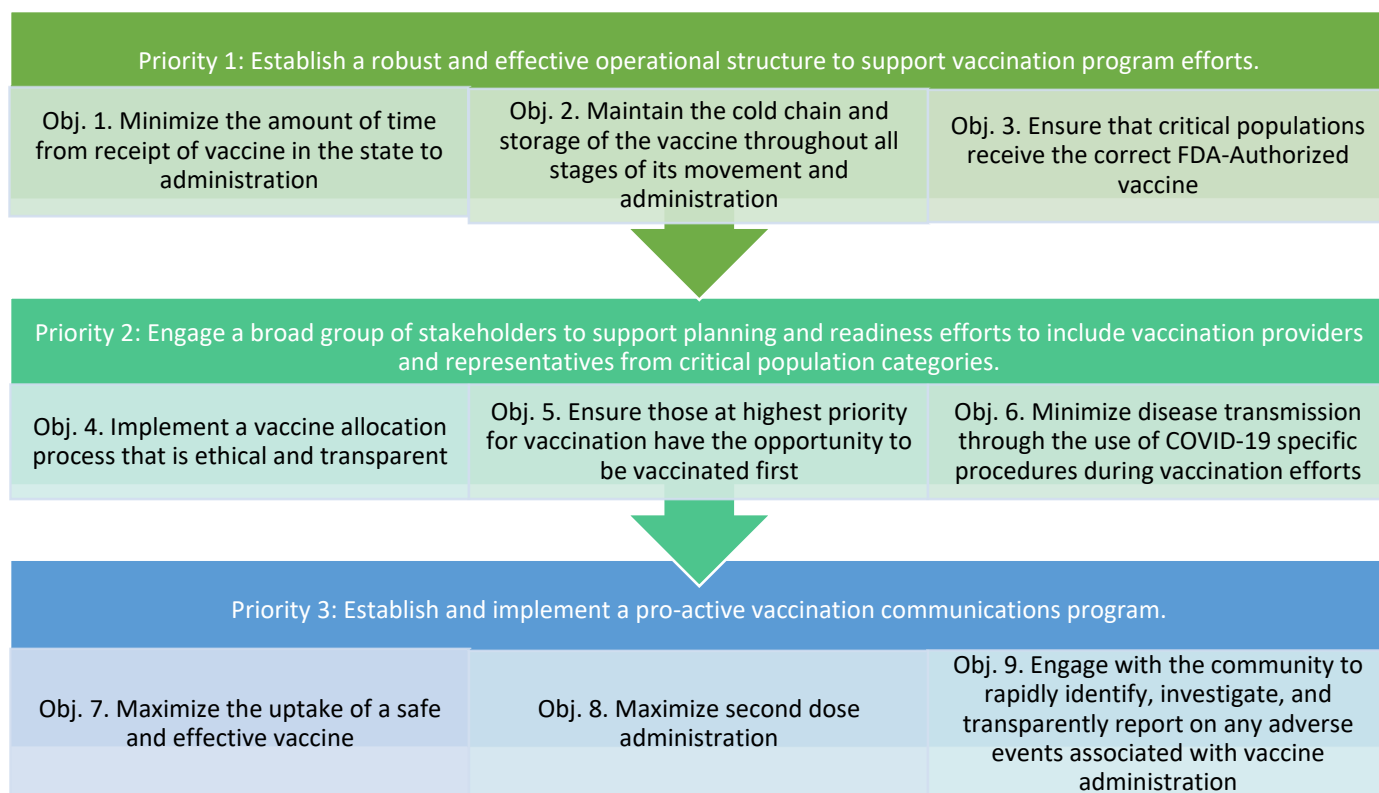 Priority 1: Establish a robust and effective operational structure to support vaccination program efforts.
Obj. 1. Minimize the amount of time
from receipt of vaccine in the state to
administration
Obj. 2. Maintain the cold chain and
storage of the vaccine throughout all
stages of its movement and
administration
Obj. 3. Ensure that critical populations
receive the correct FDA-Authorized
vaccine
Priority 2: Engage a broad group of stakeholders to support planning and readiness efforts to include vaccination providers
and representatives from critical population categories.
Obj. 4. Implement a vaccine allocation
process that is ethical and transparent
Obj. 5. Ensure those at highest priority
for vaccination have the opportunity to
be vaccinated first
Obj. 6. Minimize disease transmission
through the use of COVID-19 specific
procedures during vaccination efforts
Priority 3: Establish and implement a pro-active vaccination communications program.
Obj. 7. Maximize the uptake of a safe
and effective vaccine
Obj. 8. Maximize second dose
administration
Obj. 9. Engage with the community to
rapidly identify, investigate, and
transparently report on any adverse
events associated with vaccine
administration